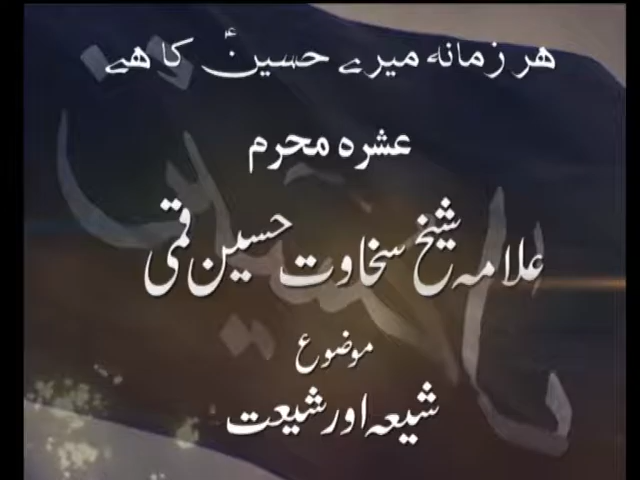 ھر زمانہ میرے حسینؑ کا ھے
عشرہ محرم
علامہ شیخ سخاوت حسین قمی
موضوع
شیعہ اور شیعت